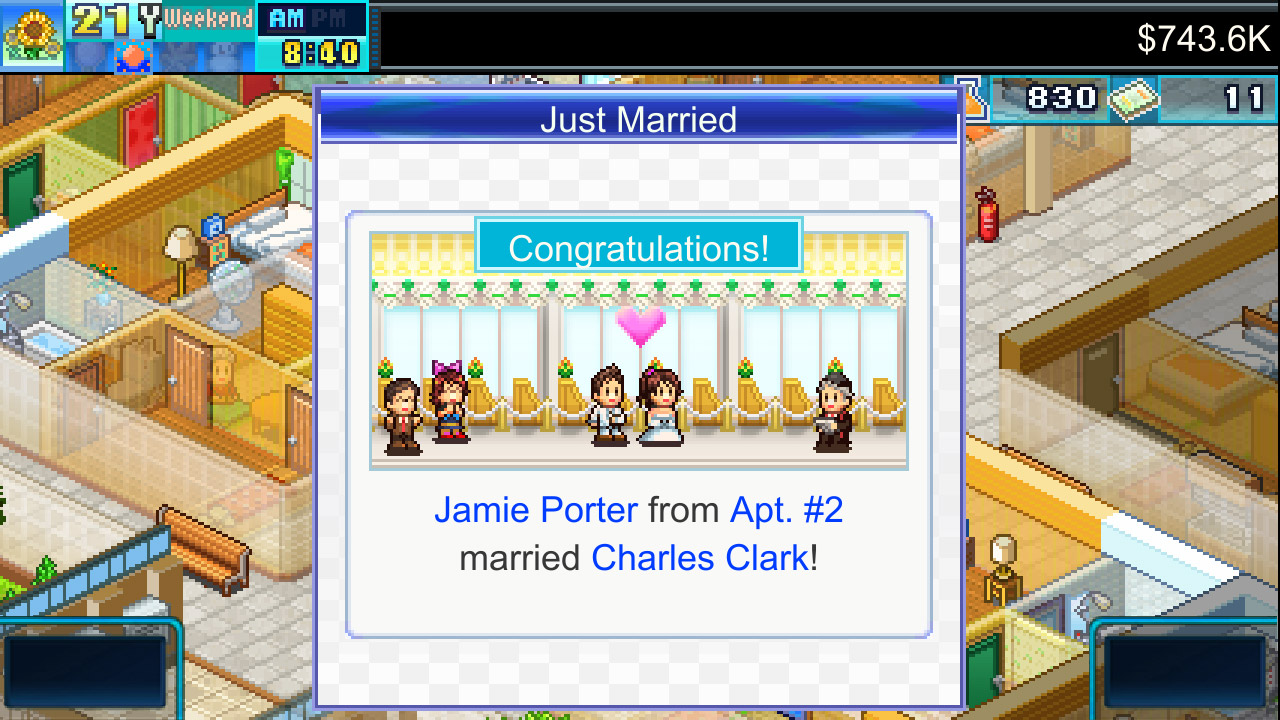 21Y Weekend AM PM
8:40
$743.6K
830 11
Just Married
Congratulations!
Jamie Porter from Apt. #2
married Charles Clark!